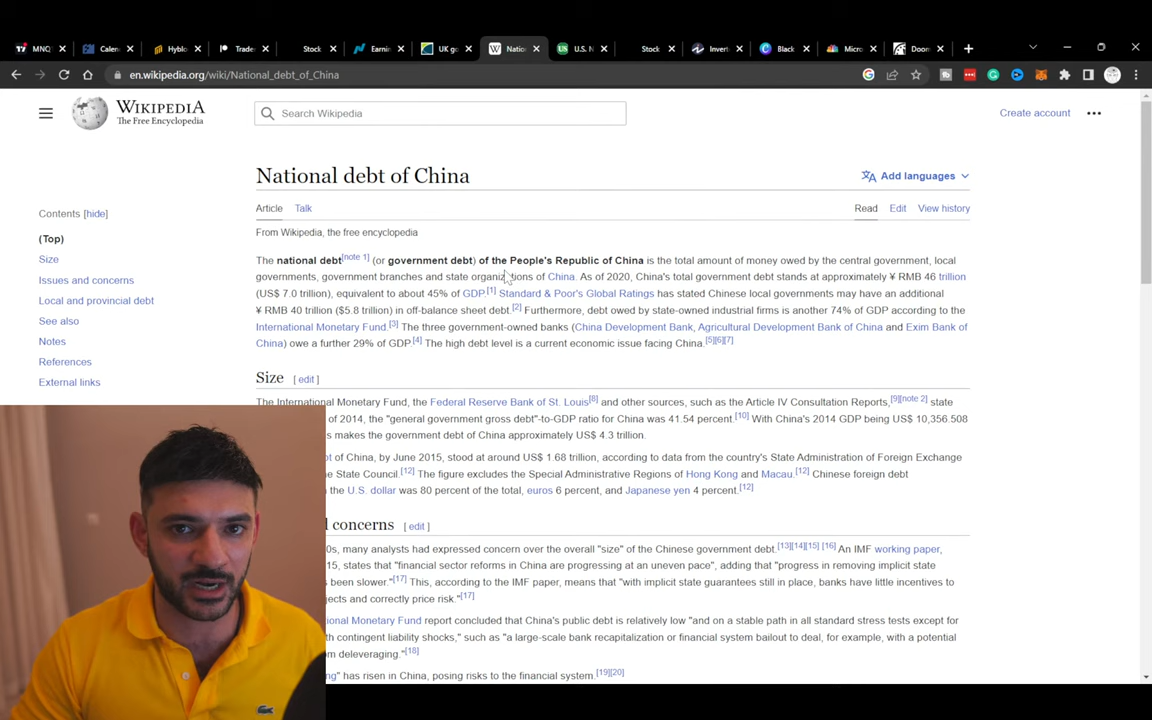 MNQ
Calen
Hyblo
Trader
Stock
Earnin
UK go
Natio
U.S. N
Stock
Inverte
Black
Micro
Doom
en.wikipedia.org/wiki/National_debt_of_China
WIKIPEDIA
The Free Encyclopedia
Search Wikipedia
Create account
National debt of China
Add languages
Contents [hide]
Article Talk
Read Edit View history
From Wikipedia, the free encyclopedia
(Top)
Size
Issues and concerns
Local and provincial debt
See also
Notes
References
External links
The national debt[note 1] (or government debt) of the People's Republic of China is the total amount of money owed by the central government, local
governments, government branches and state organizations of China. As of 2020, China's total government debt stands at approximately ¥ RMB 46 trillion
(US$ 7.0 trillion), equivalent to about 45% of GDP.[1] Standard & Poor's Global Ratings has stated Chinese local governments may have an additional
¥ RMB 40 trillion ($5.8 trillion) in off-balance sheet debt.[2] Furthermore, debt owed by state-owned industrial firms is another 74% of GDP according to the
International Monetary Fund.[3] The three government-owned banks (China Development Bank, Agricultural Development Bank of China and Exim Bank of
China) owe a further 29% of GDP.[4] The high debt level is a current economic issue facing China.[5][6][7]
Size [ edit ]
The International Monetary Fund, the Federal Reserve Bank of St. Louis[8] and other sources, such as the Article IV Consultation Reports,[9][note 2] state
of 2014, the "general government gross debt"-to-GDP ratio for China was 41.54 percent.[10] With China's 2014 GDP being US$ 10,356.508
s makes the government debt of China approximately US$ 4.3 trillion.
of China, by June 2015, stood at around US$ 1.68 trillion, according to data from the country's State Administration of Foreign Exchange
he State Council.[12] The figure excludes the Special Administrative Regions of Hong Kong and Macau.[12] Chinese foreign debt
the U.S. dollar was 80 percent of the total, euros 6 percent, and Japanese yen 4 percent.[12]
concerns [ edit ]
0s, many analysts had expressed concern over the overall "size" of the Chinese government debt.[13][14][15] [16] An IMF working paper,
15, states that "financial sector reforms in China are progressing at an uneven pace", adding that "progress in removing implicit state
been slower."[17] This, according to the IMF paper, means that "with implicit state guarantees still in place, banks have little incentives to
jects and correctly price risk."[17]
ional Monetary Fund report concluded that China's public debt is relatively low "and on a stable path in all standard stress tests except for
th contingent liability shocks," such as "a large-scale bank recapitalization or financial system bailout to deal, for example, with a potential
om deleveraging."[18]
ng" has risen in China, posing risks to the financial system.[19][20]